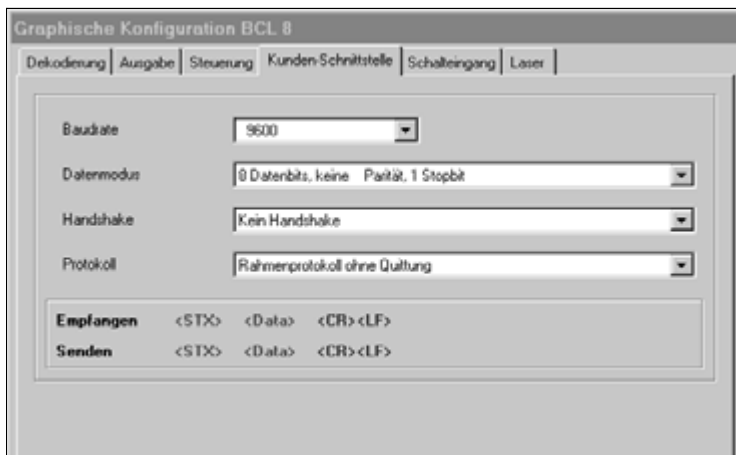 Graphische Konfiguration BCL 8
Dekodierung Ausgabe Steuerung Kunden-Schnittstelle Schalteingang Laser
Baudrate 9600
Datenmodus 8 Datenbits, keine Parität, 1 Stopbit
Handshake Kein Handshake
Protokoll Rahmenprotokoll ohne Quittung
Empfangen <STX> <Data> <CR><LF>
Senden <STX> <Data> <CR><LF>